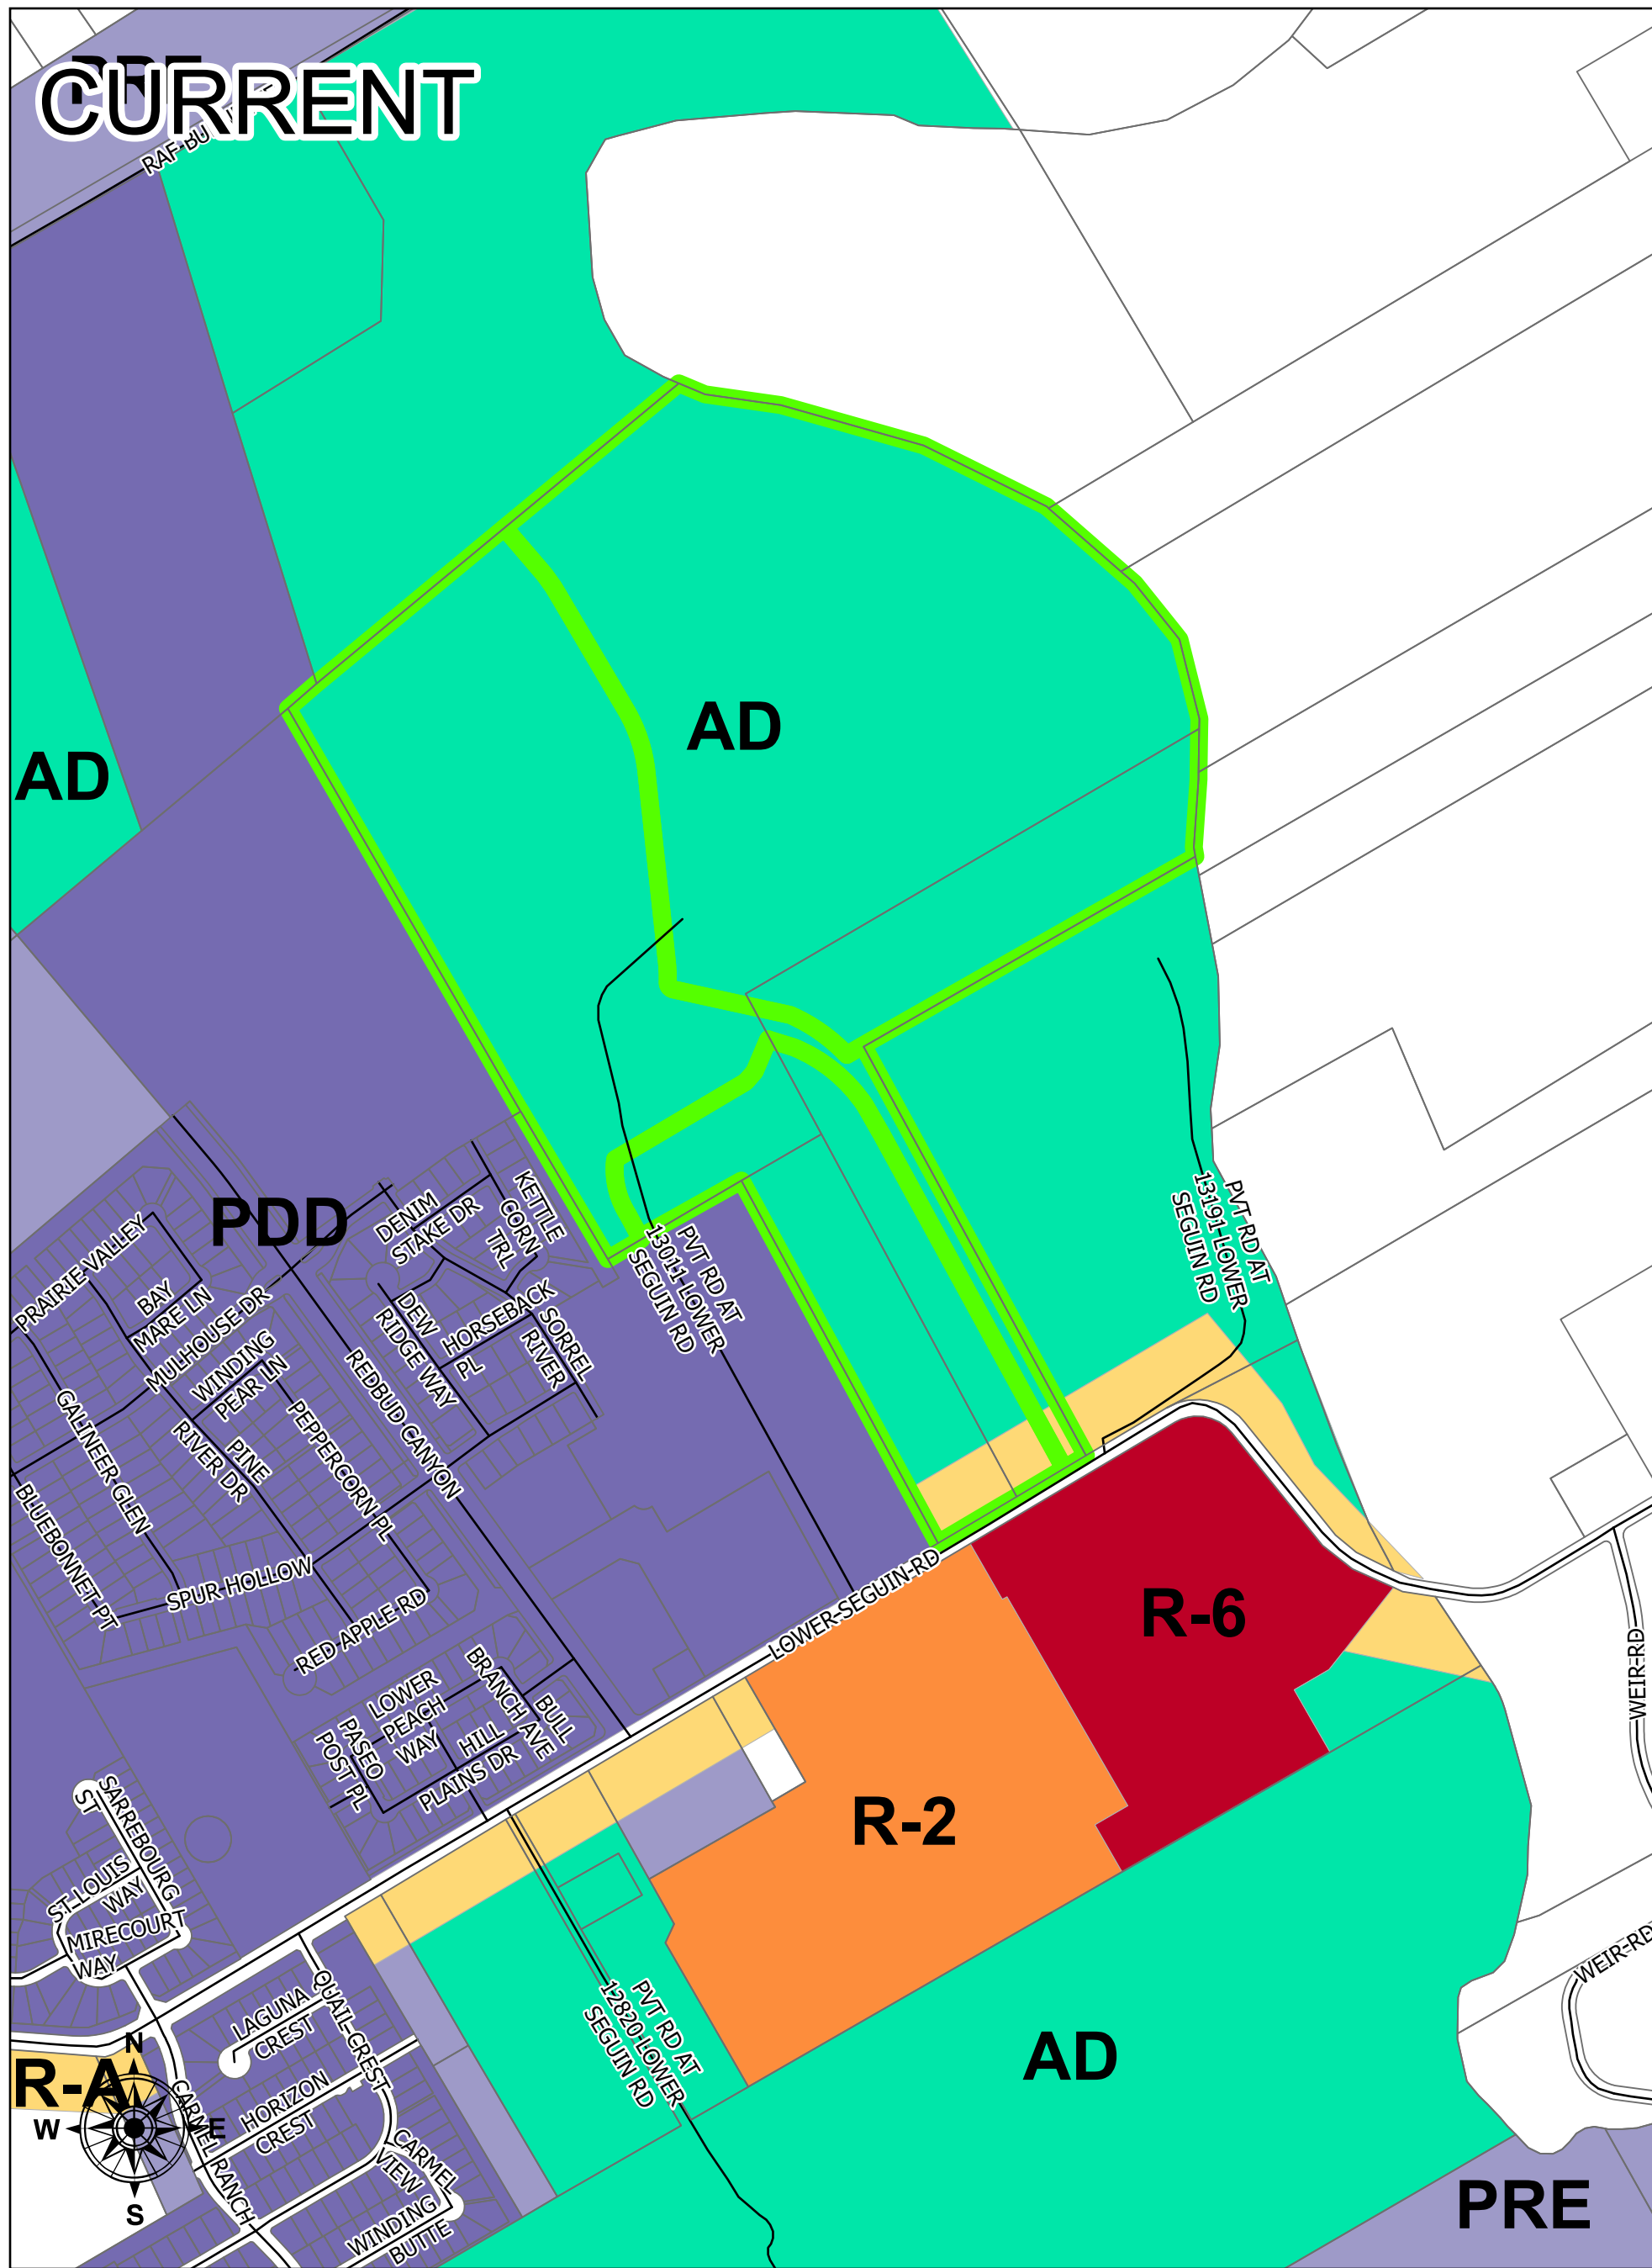 PRE
CURRENT
RAF-BU
AD
AD
PDD
PRAIRIE VALLEY
BAY
MARE LN
MULHOUSE DR
WINDING
PEAR LN
DENIM
STAKE DR
KETTLE
CORN
TRL
DEW
RIDGE WAY
HORSEBACK
PL
SORREL
RIVER
PVT RD AT
13011 LOWER
SEGUIN RD
PVT RD AT
13191 LOWER
SEGUIN RD
GALINEER GLEN
PINE
RIVER DR
PEPPERCORN PL
REDBUD CANYON
BLUEBONNET PT
SPUR HOLLOW
RED APPLE RD
LOWER-SEGUIN-RD
R-6
R-2
LOWER
PEACH
WAY
BRANCH AVE
BULL
PASEO
POST PL
HILL
PLAINS DR
WEIR-RD
SARREBOURG
ST
ST-LOUIS
WAY
MIRECOURT
WAY
QUAIL-CREST
LAGUNA
CREST
PVT RD AT
12820 LOWER
SEGUIN RD
WEIR-RD
AD
N
R-A
W
E
S
CARMEL RANCH
HORIZON
CREST
CARMEL
VIEW
WINDING
BUTTE
PRE